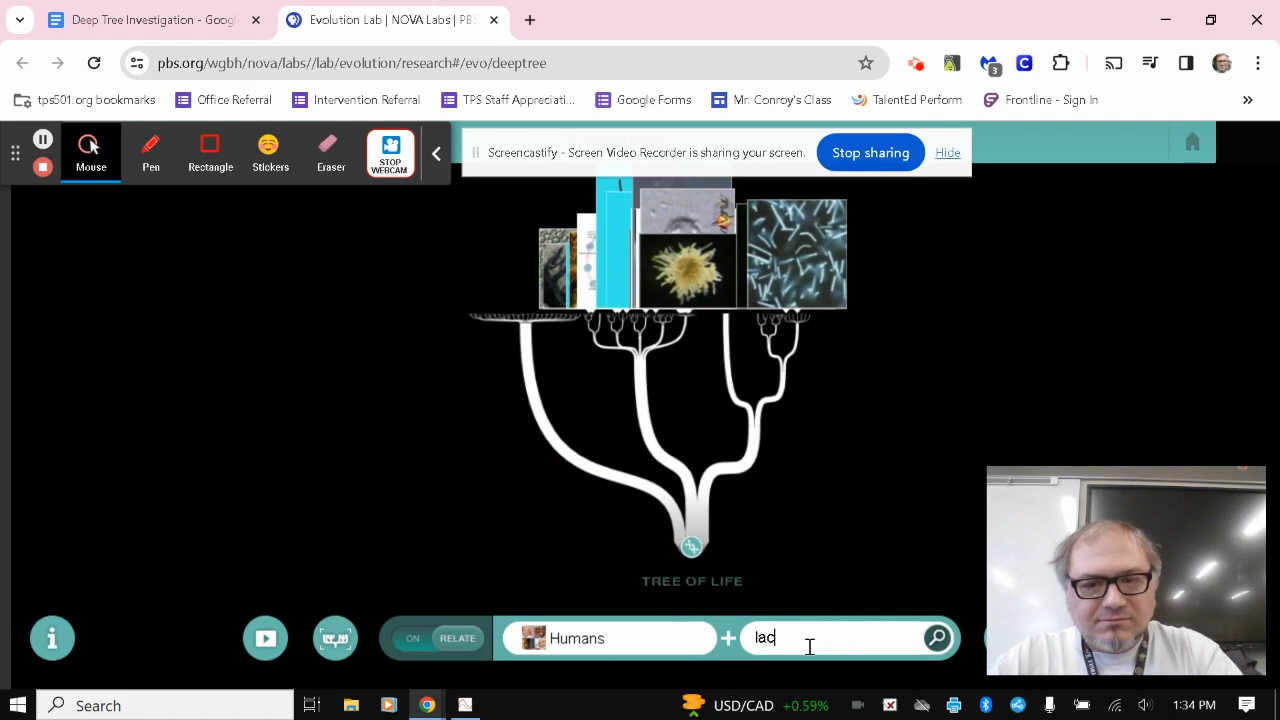 Deep Tree Investigation - Goog
Evolution Lab | NOVA Labs | PBS
pbs.org/wgbh/nova/labs//lab/evolution/research#/evo/deeptree
3
tps501.org bookmarks
Office Referral
Intervention Referral
TPS Staff Appreciati...
Google Forms
Mr. Conroy's Class
TalentEd Perform
Frontline - Sign In
»
Mouse
Pen
Rectangle
Stickers
Eraser
STOP
WEBCAM
Screencastify - Screen Video Recorder is sharing your screen.
Stop sharing
Hide
TREE OF LIFE
ON
RELATE
Humans
+
lad
Search
USD/CAD
+0.59%
1:34 PM